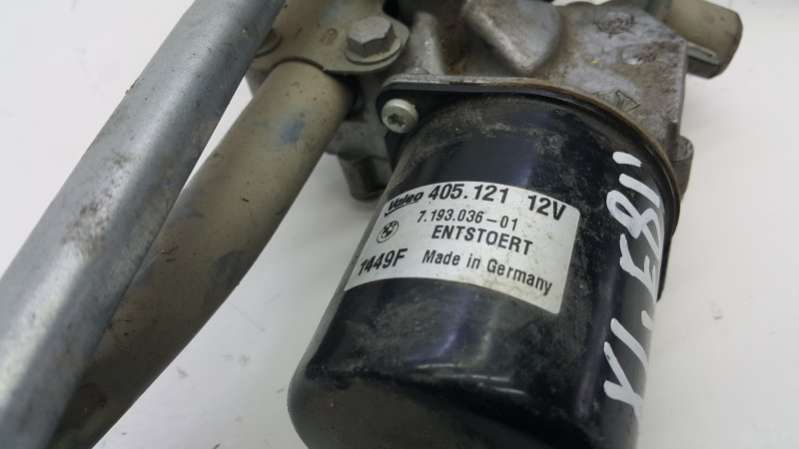 Valeo 405.121 12V
7.193.036-01
ENTSTOERT
1449F Made in Germany
X1, E81"